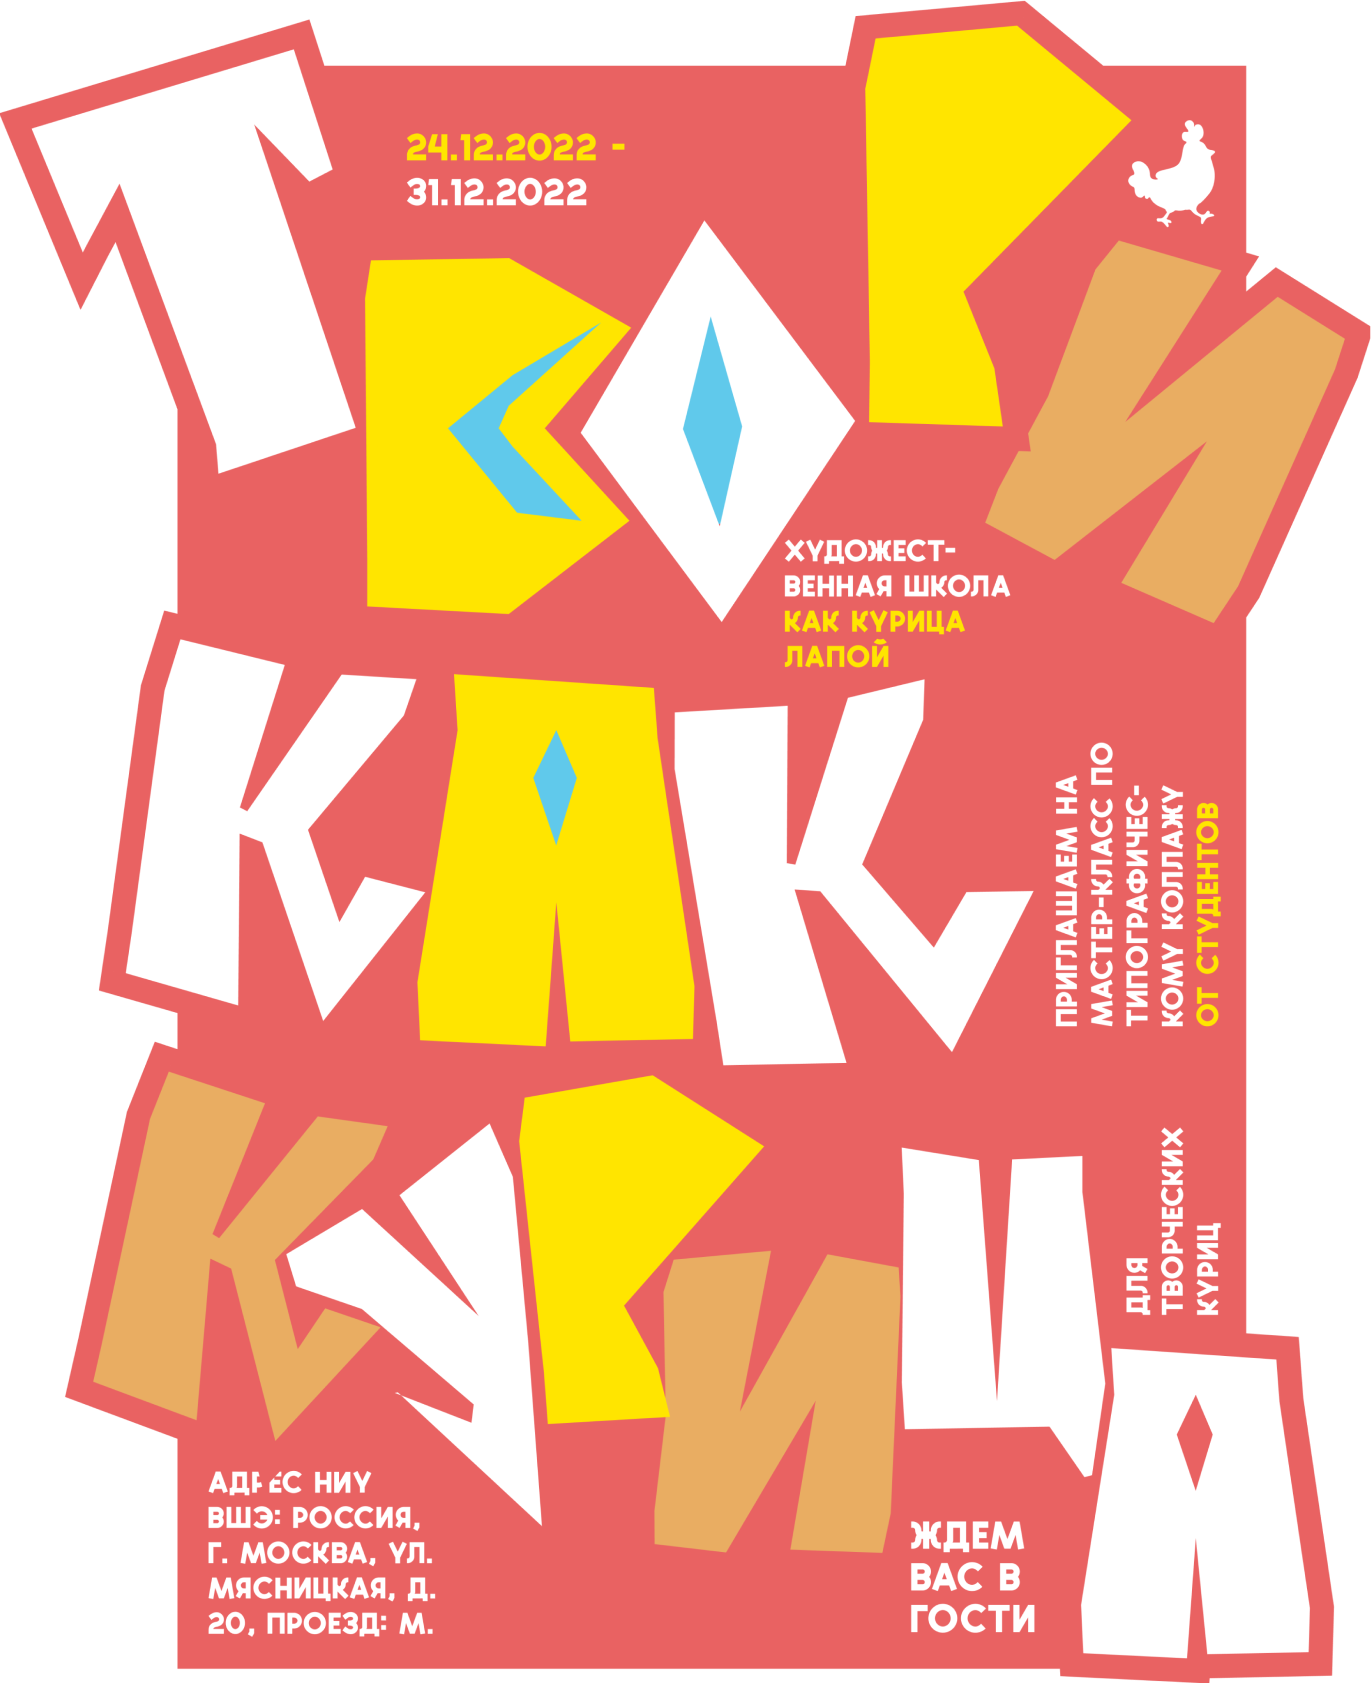 24.12.2022 -
31.12.2022
ТВОРИ
ХУДОЖЕСТ-
ВЕННАЯ ШКОЛА
КАК КУРИЦА
ЛАПОЙ
КАК
ПРИГЛАШАЕМ НА
МАСТЕР-КЛАСС ПО
ТИПОГРАФИЧЕС-
КОМУ КОЛЛАЖУ
ОТ СТУДЕНТОВ
КУРИЦА
ДЛЯ
ТВОРЧЕСКИХ
КУРИЦ
АДРЕС НИУ
ВШЭ: РОССИЯ,
Г. МОСКВА, УЛ.
МЯСНИЦКАЯ, Д.
20, ПРОЕЗД: М.
ЖДЕМ
ВАС В
ГОСТИ